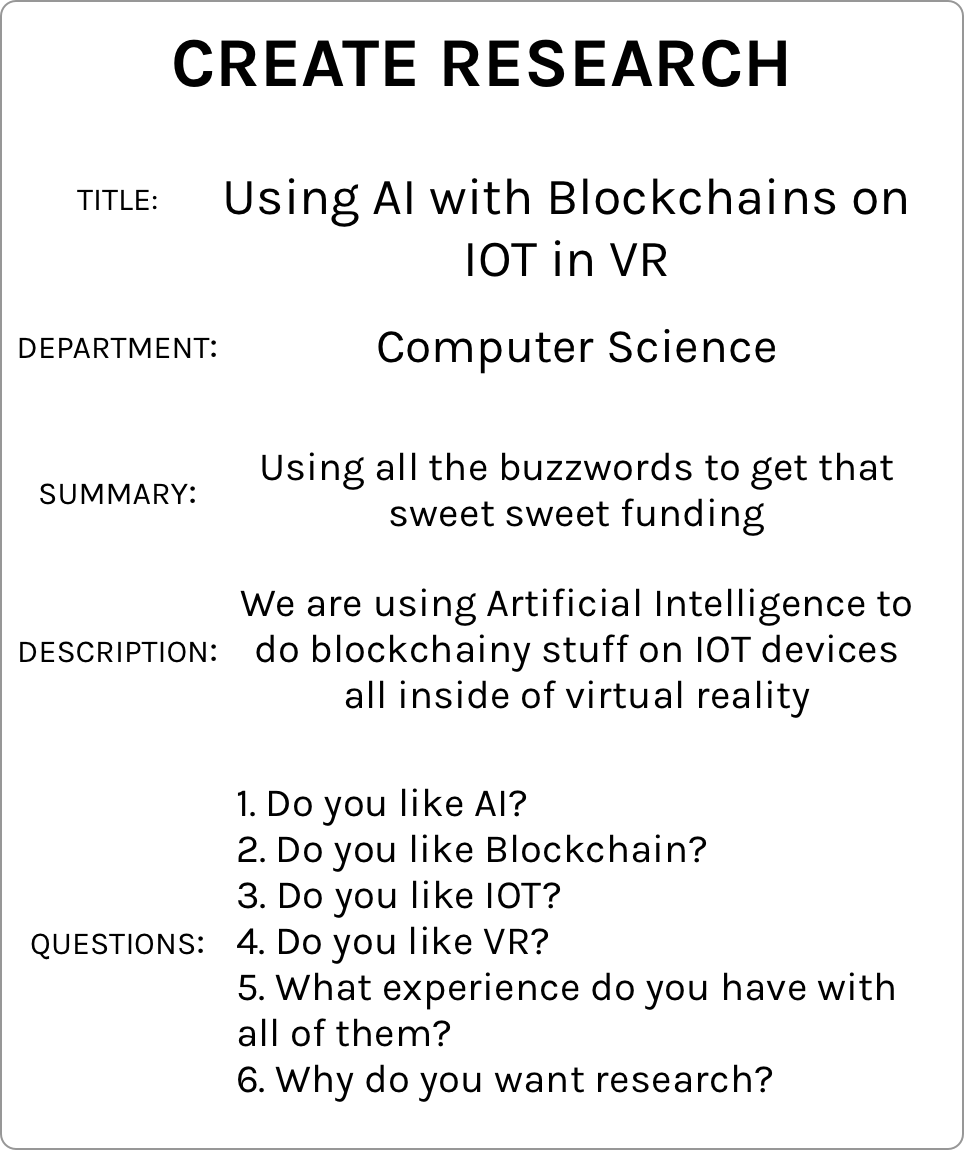 CREATE RESEARCH
TITLE:
Using AI with Blockchains on
IOT in VR
DEPARTMENT:
Computer Science
SUMMARY:
Using all the buzzwords to get that
sweet sweet funding
DESCRIPTION:
We are using Artificial Intelligence to
do blockchainy stuff on IOT devices
all inside of virtual reality
QUESTIONS:
1. Do you like AI?
2. Do you like Blockchain?
3. Do you like IOT?
4. Do you like VR?
5. What experience do you have with
all of them?
6. Why do you want research?